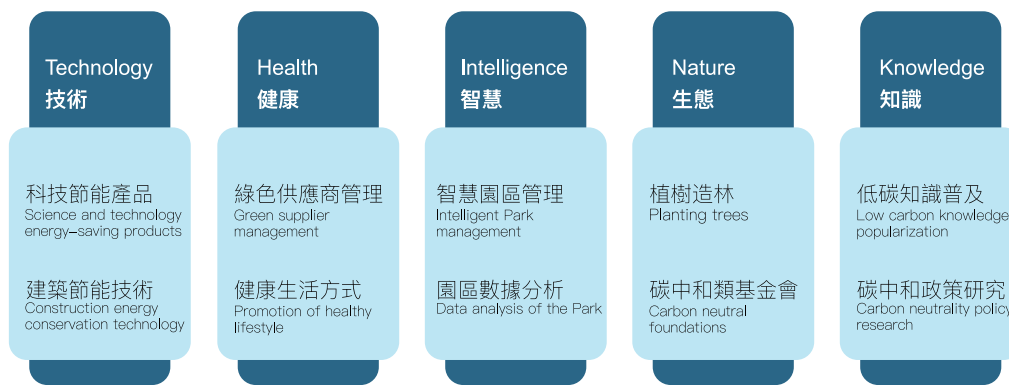 Technology
技術
科技節能產品
Science and technology
energy-saving products
建築節能技術
Construction energy
conservation technology
Health
健康
綠色供應商管理
Green supplier
management
健康生活方式
Promotion of healthy
lifestyle
Intelligence
智慧
智慧園區管理
Intelligent Park
management
園區數據分析
Data analysis of the Park
Nature
生態
植樹造林
Planting trees
碳中和類基金會
Carbon neutral
foundations
Knowledge
知識
低碳知識普及
Low carbon knowledge
popularization
碳中和政策研究
Carbon neutrality policy
research